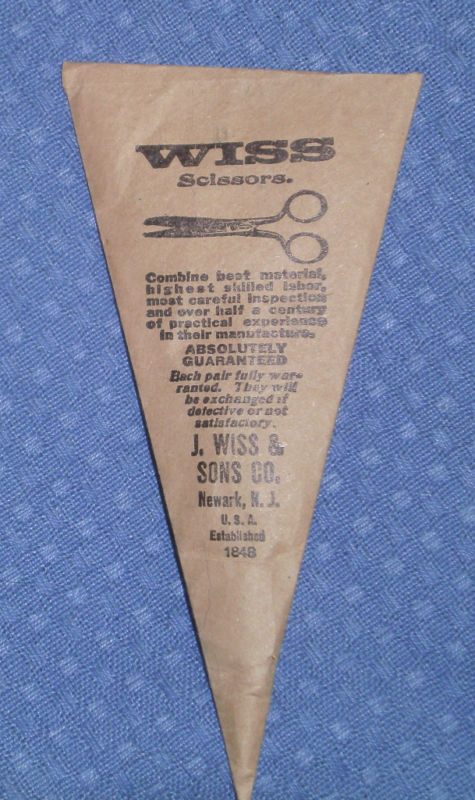 WISS
Scissors.
Combine best material,
highest skilled labor,
most careful inspection
and over half a century
of practical experience
in their manufacture.
ABSOLUTELY
GUARANTEED
Each pair fully war-
ranted. They will
be exchanged if
defective or not
satisfactory.
J. WISS &
SONS CO.
Newark, N. J.
U. S. A.
Established
1848